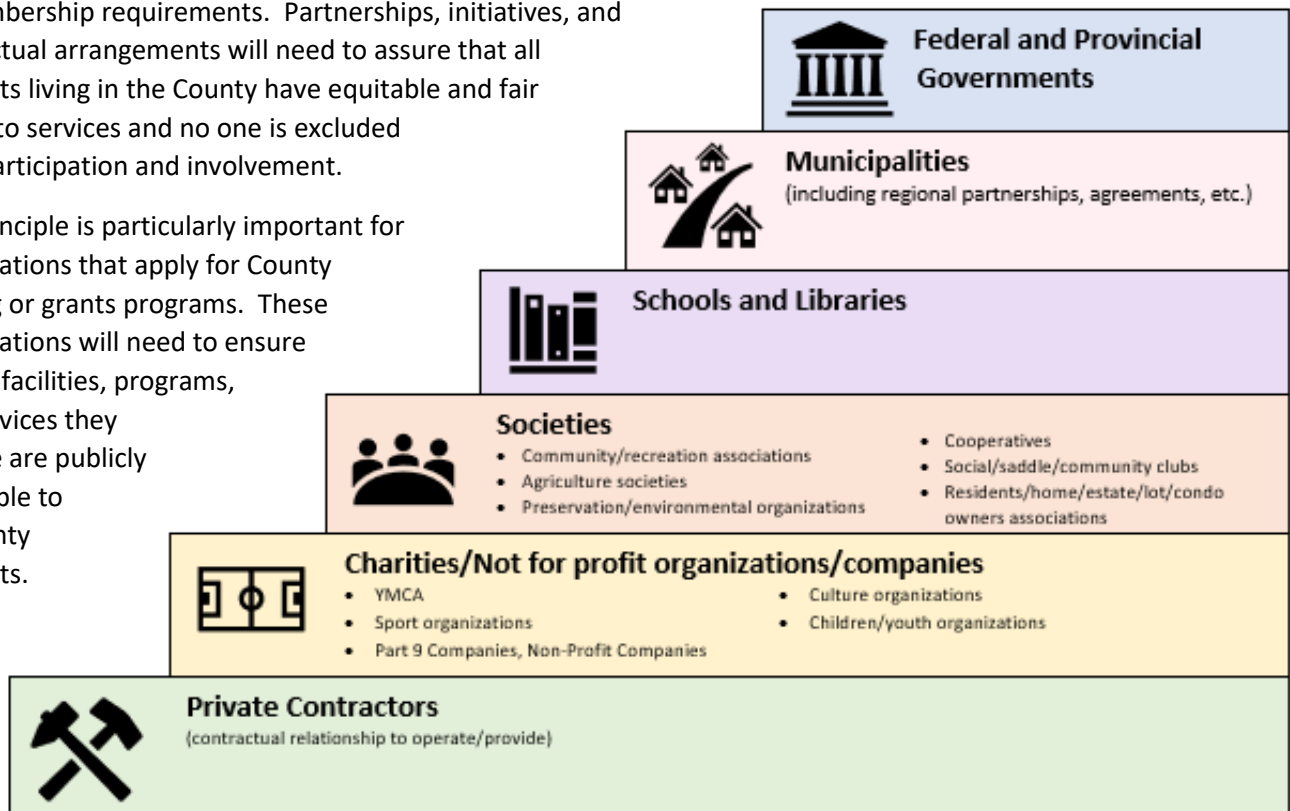 mbership requirements. Partnerships, initiatives, and
ctual arrangements will need to assure that all
ts living in the County have equitable and fair
to services and no one is excluded
articipation and involvement.
inciple is particularly important for
ations that apply for County
g or grants programs. These
ations will need to ensure
facilities, programs,
vices they
e are publicly
ble to
nty
ts.
Federal and Provincial
Governments
Municipalities
(including regional partnerships, agreements, etc.)
Schools and Libraries
Societies
• Community/recreation associations
• Agriculture societies
• Preservation/environmental organizations
• Cooperatives
• Social/saddle/community clubs
• Residents/home/estate/lot/condo
owners associations
Charities/Not for profit organizations/companies
• YMCA
• Sport organizations
• Part 9 Companies, Non-Profit Companies
• Culture organizations
• Children/youth organizations
Private Contractors
(contractual relationship to operate/provide)